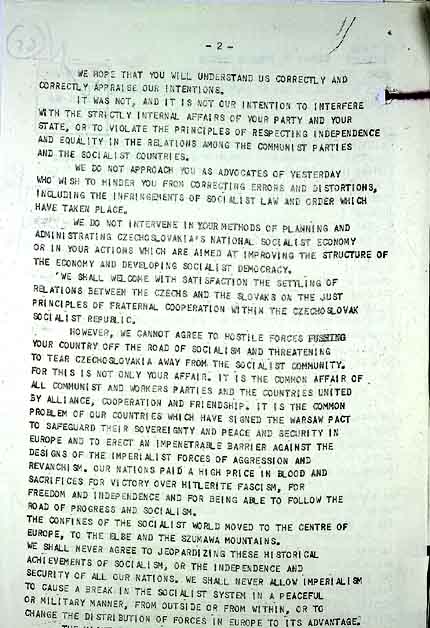 - 2 -
WE HOPE THAT YOU WILL UNDERSTAND US CORRECTLY AND
CORRECTLY APPRAISE OUR INTENTIONS.
IT WAS NOT, AND IT IS NOT OUR INTENTION TO INTERFERE
WITH THE STRICTLY INTERNAL AFFAIRS OF YOUR PARTY AND YOUR
STATE, OR TO VIOLATE THE PRINCIPLES OF RESPECTING INDEPENDENCE
AND EQUALITY IN THE RELATIONS AMONG THE COMMUNIST PARTIES
AND THE SOCIALIST COUNTRIES.
WE DO NOT APPROACH YOU AS ADVOCATES OF YESTERDAY
WHO WISH TO HINDER YOU FROM CORRECTING ERRORS AND DISTORTIONS,
INCLUDING THE INFRINGEMENTS OF SOCIALIST LAW AND ORDER WHICH
HAVE TAKEN PLACE.
WE DO NOT INTERVENE IN YOUR METHODS OF PLANNING AND
ADMINISTRATING CZECHOSLOVAKIA'S NATIONAL SOCIALIST ECONOMY
OR IN YOUR ACTIONS WHICH ARE AIMED AT IMPROVING THE STRUCTURE OF
THE ECONOMY AND DEVELOPING SOCIALIST DEMOCRACY.
WE SHALL WELCOME WITH SATISFACTION THE SETTLING OF
RELATIONS BETWEEN THE CZECHS AND THE SLOVAKS ON THE JUST
PRINCIPLES OF FRATERNAL COOPERATION WITHIN THE CZECHOSLOVAK
SOCIALIST REPUBLIC.
HOWEVER, WE CANNOT AGREE TO HOSTILE FORCES PUSHING
YOUR COUNTRY OFF THE ROAD OF SOCIALISM AND THREATENING
TO TEAR CZECHOSLOVAKIA AWAY FROM THE SOCIALIST COMMUNITY.
FOR THIS IS NOT ONLY YOUR AFFAIR. IT IS THE COMMON AFFAIR OF
ALL COMMUNIST AND WORKERS PARTIES AND THE COUNTRIES UNITED
BY ALLIANCE, COOPERATION AND FRIENDSHIP. IT IS THE COMMON
PROBLEM OF OUR COUNTRIES WHICH HAVE SIGNED THE WARSAW PACT
TO SAFEGUARD THEIR SOVEREIGNTY AND PEACE AND SECURITY IN
EUROPE AND TO ERECT AN IMPENETRABLE BARRIER AGAINST THE
DESIGNS OF THE IMPERIALIST FORCES OF AGGRESSION AND
REVANCHISM. OUR NATIONS PAID A HIGH PRICE IN BLOOD AND
SACRIFICES FOR VICTORY OVER HITLERITE FASCISM, FOR
FREEDOM AND INDEPENDENCE AND FOR BEING ABLE TO FOLLOW THE
ROAD OF PROGRESS AND SOCIALISM.
THE CONFINES OF THE SOCIALIST WORLD MOVED TO THE CENTRE OF
EUROPE, TO THE ELBE AND THE SZUMAWA MOUNTAINS.
WE SHALL NEVER AGREE TO JEOPARDIZING THESE HISTORICAL
ACHIEVEMENTS OF SOCIALISM, OR THE INDEPENDENCE AND
SECURITY OF ALL OUR NATIONS. WE SHALL NEVER ALLOW IMPERIALISM
TO CAUSE A BREAK IN THE SOCIALIST SYSTEM IN A PEACEFUL
OR MILITARY MANNER, FROM OUTSIDE OR FROM WITHIN, OR TO
CHANGE THE DISTRIBUTION OF FORCES IN EUROPE TO ITS ADVANTAGE.